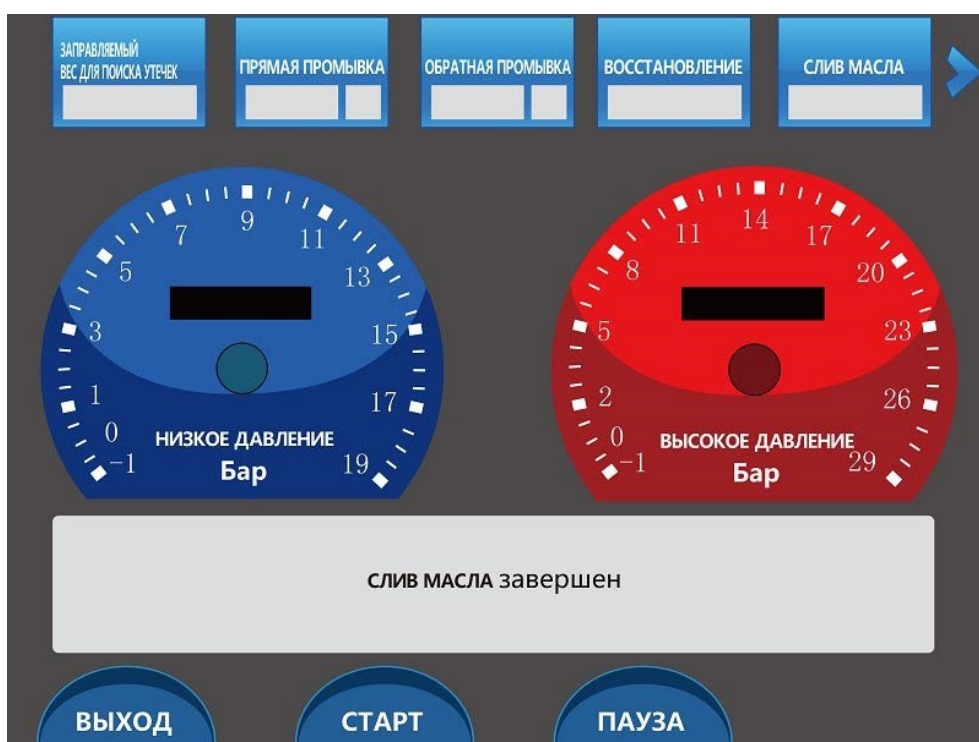 ЗАПРАВЛЯЕМЫЙ
ВЕС ДЛЯ ПОИСКА УТЕЧЕК
ПРЯМАЯ ПРОМЫВКА
ОБРАТНАЯ ПРОМЫВКА
ВОССТАНОВЛЕНИЕ
СЛИВ МАСЛА
-1
0
1
3
5
7
9
11
13
15
17
19
НИЗКОЕ ДАВЛЕНИЕ
Бар
-1
0
2
5
8
11
14
17
20
23
26
29
ВЫСОКОЕ ДАВЛЕНИЕ
Бар
СЛИВ МАСЛА завершен
ВЫХОД
СТАРТ
ПАУЗА